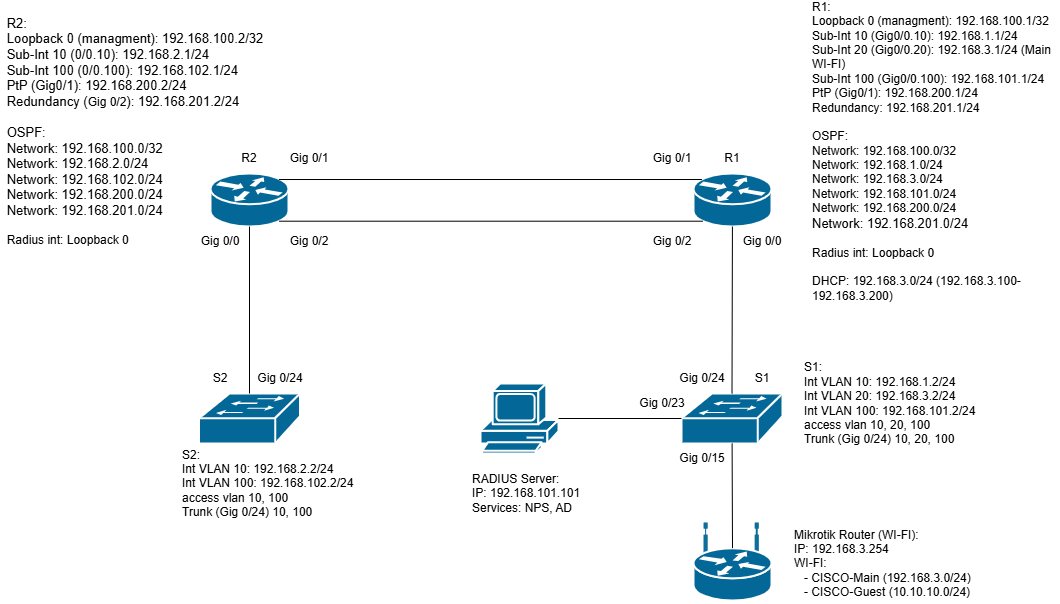 R2:
Loopback 0 (managment): 192.168.100.2/32
Sub-Int 10 (0/0.10): 192.168.2.1/24
Sub-Int 100 (0/0.100): 192.168.102.1/24
PtP (Gig0/1): 192.168.200.2/24
Redundancy (Gig 0/2): 192.168.201.2/24
OSPF:
Network: 192.168.100.0/32
Network: 192.168.2.0/24
Network: 192.168.102.0/24
Network: 192.168.200.0/24
Network: 192.168.201.0/24
Radius int: Loopback 0
R1:
Loopback 0 (managment): 192.168.100.1/32
Sub-Int 10 (Gig0/0.10): 192.168.1.1/24
Sub-Int 20 (Gig0/0.20): 192.168.3.1/24 (Main
WI-FI)
Sub-Int 100 (Gig0/0.100): 192.168.101.1/24
PtP (Gig0/1): 192.168.200.1/24
Redundancy: 192.168.201.1/24
OSPF:
Network: 192.168.100.0/32
Network: 192.168.1.0/24
Network: 192.168.3.0/24
Network: 192.168.101.0/24
Network: 192.168.200.0/24
Network: 192.168.201.0/24
Radius int: Loopback 0
DHCP: 192.168.3.0/24 (192.168.3.100-
192.168.3.200)
R2
Gig 0/1
Gig 0/1
R1
Gig 0/0
Gig 0/2
Gig 0/2
Gig 0/0
S2
Gig 0/24
Gig 0/24
S1
Gig 0/23
Gig 0/15
S1:
Int VLAN 10: 192.168.1.2/24
Int VLAN 20: 192.168.3.2/24
Int VLAN 100: 192.168.101.2/24
access vlan 10, 20, 100
Trunk (Gig 0/24) 10, 20, 100
S2:
Int VLAN 10: 192.168.2.2/24
Int VLAN 100: 192.168.102.2/24
access vlan 10, 100
Trunk (Gig 0/24) 10, 100
RADIUS Server:
IP: 192.168.101.101
Services: NPS, AD
Mikrotik Router (WI-FI):
IP: 192.168.3.254
WI-FI:
- CISCO-Main (192.168.3.0/24)
- CISCO-Guest (10.10.10.0/24)